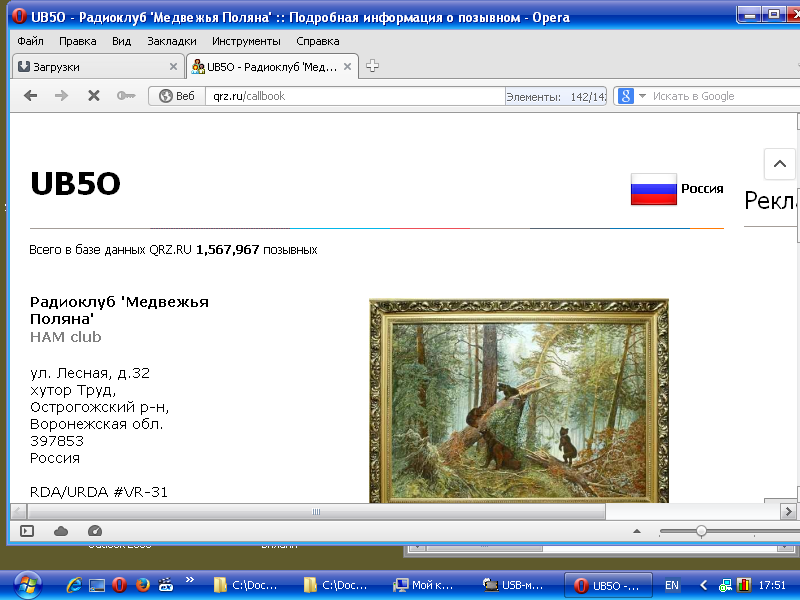 UB5O - Радиоклуб 'Медвежья Поляна' :: Подробная информация о позывном - Opera
Файл Правка Вид Закладки Инструменты Справка
Загрузки
UB5O - Радиоклуб 'Мед...
Веб
qrz.ru/callbook
Элементы: 142/14
Искать в Google
UB5O
Россия
Всего в базе данных QRZ.RU 1,567,967 позывных
Радиоклуб 'Медвежья
Поляна'
HAM club
ул. Лесная, д.32
хутор Труд,
Острогожский р-н,
Воронежская обл.
397853
Россия
RDA/URDA #VR-31
C:\Doc...
C:\Doc...
Мой к...
USB-м...
UB5O -...
EN
17:51